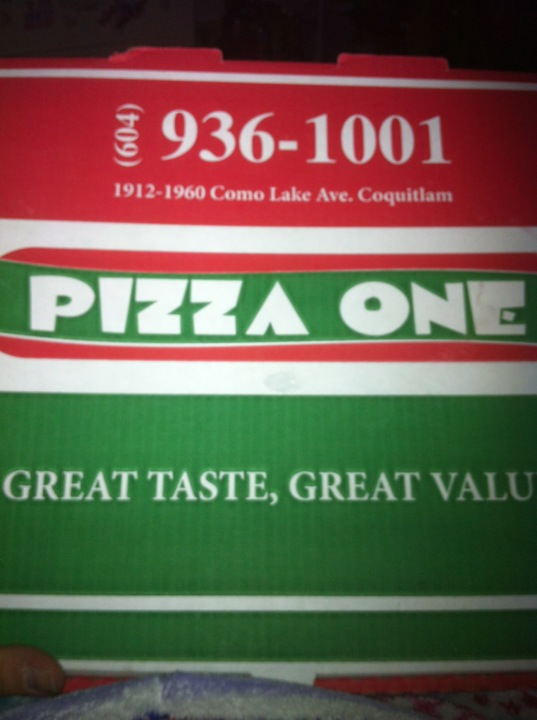 (604) 936-1001
1912-1960 Como Lake Ave. Coquitlam
PIZZA ONE
GREAT TASTE, GREAT VALU